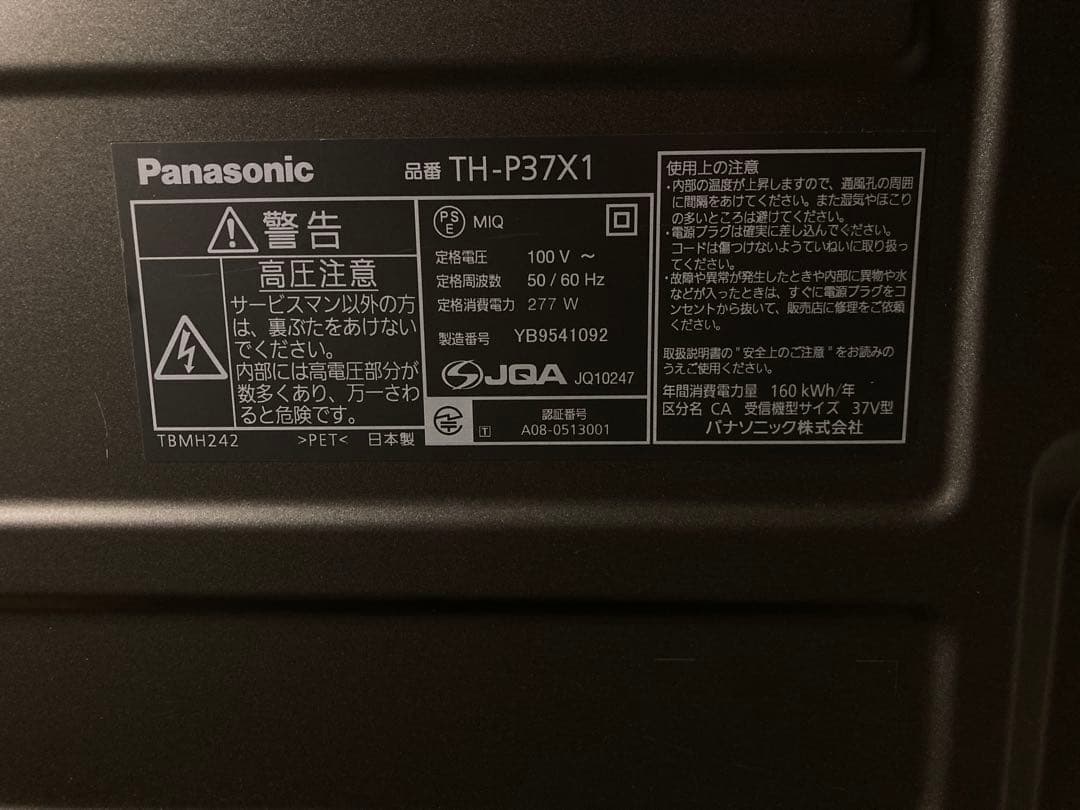 Panasonic
品番 TH-P37X1
警告
高圧注意
サービスマン以外の方
は、裏ぶたをあけない
でください。
内部には高電圧部分が
数多くあり、万一さわ
ると危険です。
TBMH242 >PET< 日本製
PS
E
MIQ
定格電圧 100 V ～
定格周波数 50 / 60 Hz
定格消費電力 277 W
製造番号 YB9541092
JQA JQ10247
T
認証番号
A08-0513001
使用上の注意
・内部の温度が上昇しますので、通風孔の周囲
に間隔をあけてください。また湿気やほこり
の多いところは避けてください。
・電源プラグは確実に差し込んでください。
コードは傷つけないようていねいに取り扱っ
てください。
・故障や異常が発生したときや内部に異物や水
などが入ったときは、すぐに電源プラグをコ
ンセントから抜いて、販売店に修理をご依頼
ください。
取扱説明書の"安全上のご注意"をお読みの
うえご使用ください。
年間消費電力量 160 kWh/年
区分名 CA 受信機型サイズ 37V型
パナソニック株式会社